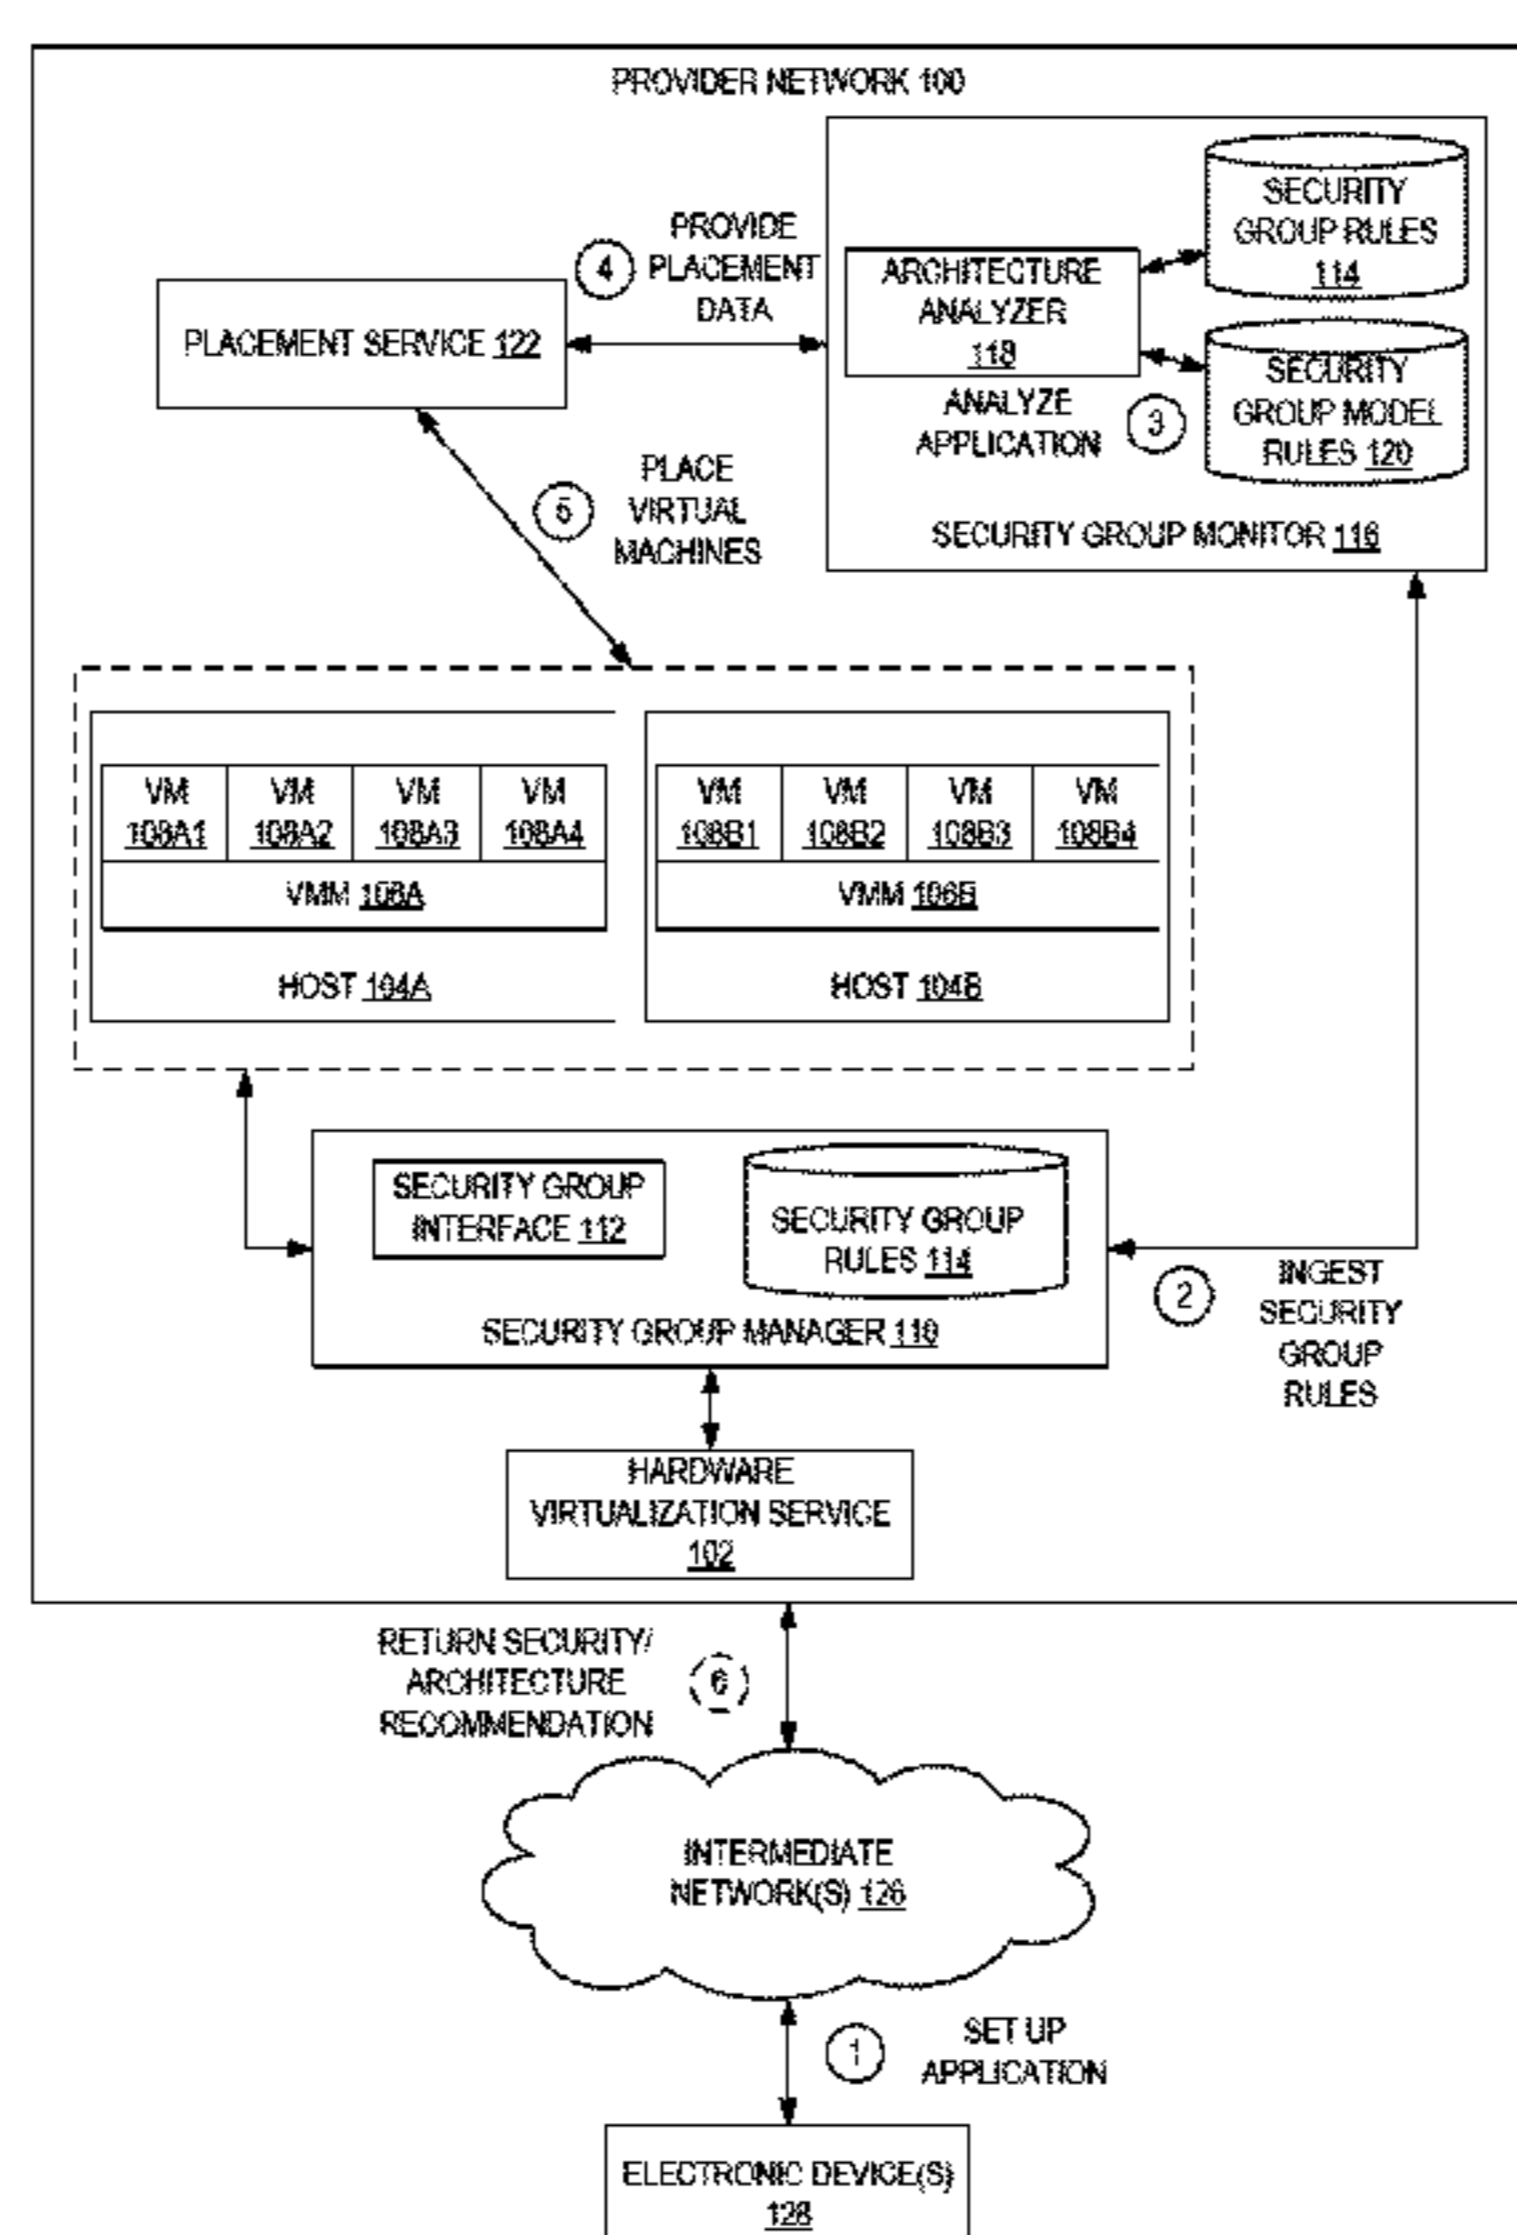 PROVIDER NETWORK 100
SECURITY
GROUP RULES
114
PROVIDE
PLACEMENT
DATA
4
ARCHITECTURE
ANALYZER
118
PLACEMENT SERVICE 122
SECURITY
GROUP MODEL
RULES 120
ANALYZE
APPLICATION
3
PLACE
VIRTUAL
MACHINES
5
SECURITY GROUP MONITOR 116
VM
108A1
VM
108A2
VM
108A3
VM
108A4
VM
108B1
VM
108B2
VM
108B3
VM
108B4
VMM 106A
VMM 106B
HOST 104A
HOST 104B
SECURITY GROUP
INTERFACE 112
SECURITY GROUP
RULES 114
SECURITY GROUP MANAGER 110
2
INGEST
SECURITY
GROUP
RULES
HARDWARE
VIRTUALIZATION SERVICE
102
RETURN SECURITY/
ARCHITECTURE
RECOMMENDATION
6
INTERMEDIATE
NETWORK(S) 126
1
SET UP
APPLICATION
ELECTRONIC DEVICE(S)
128